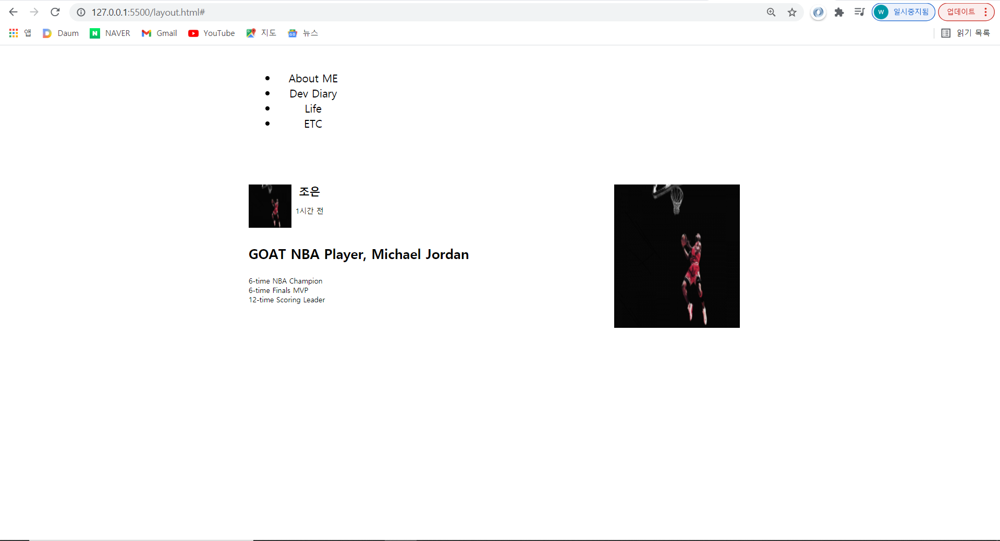 127.0.0.1:5500/layout.html#
W 일시중지됨 업데이트
앱 Daum N NAVER Gmail YouTube 지도 뉴스 읽기 목록
About ME
Dev Diary
Life
ETC
조은
1시간 전
GOAT NBA Player, Michael Jordan
6-time NBA Champion
6-time Finals MVP
12-time Scoring Leader